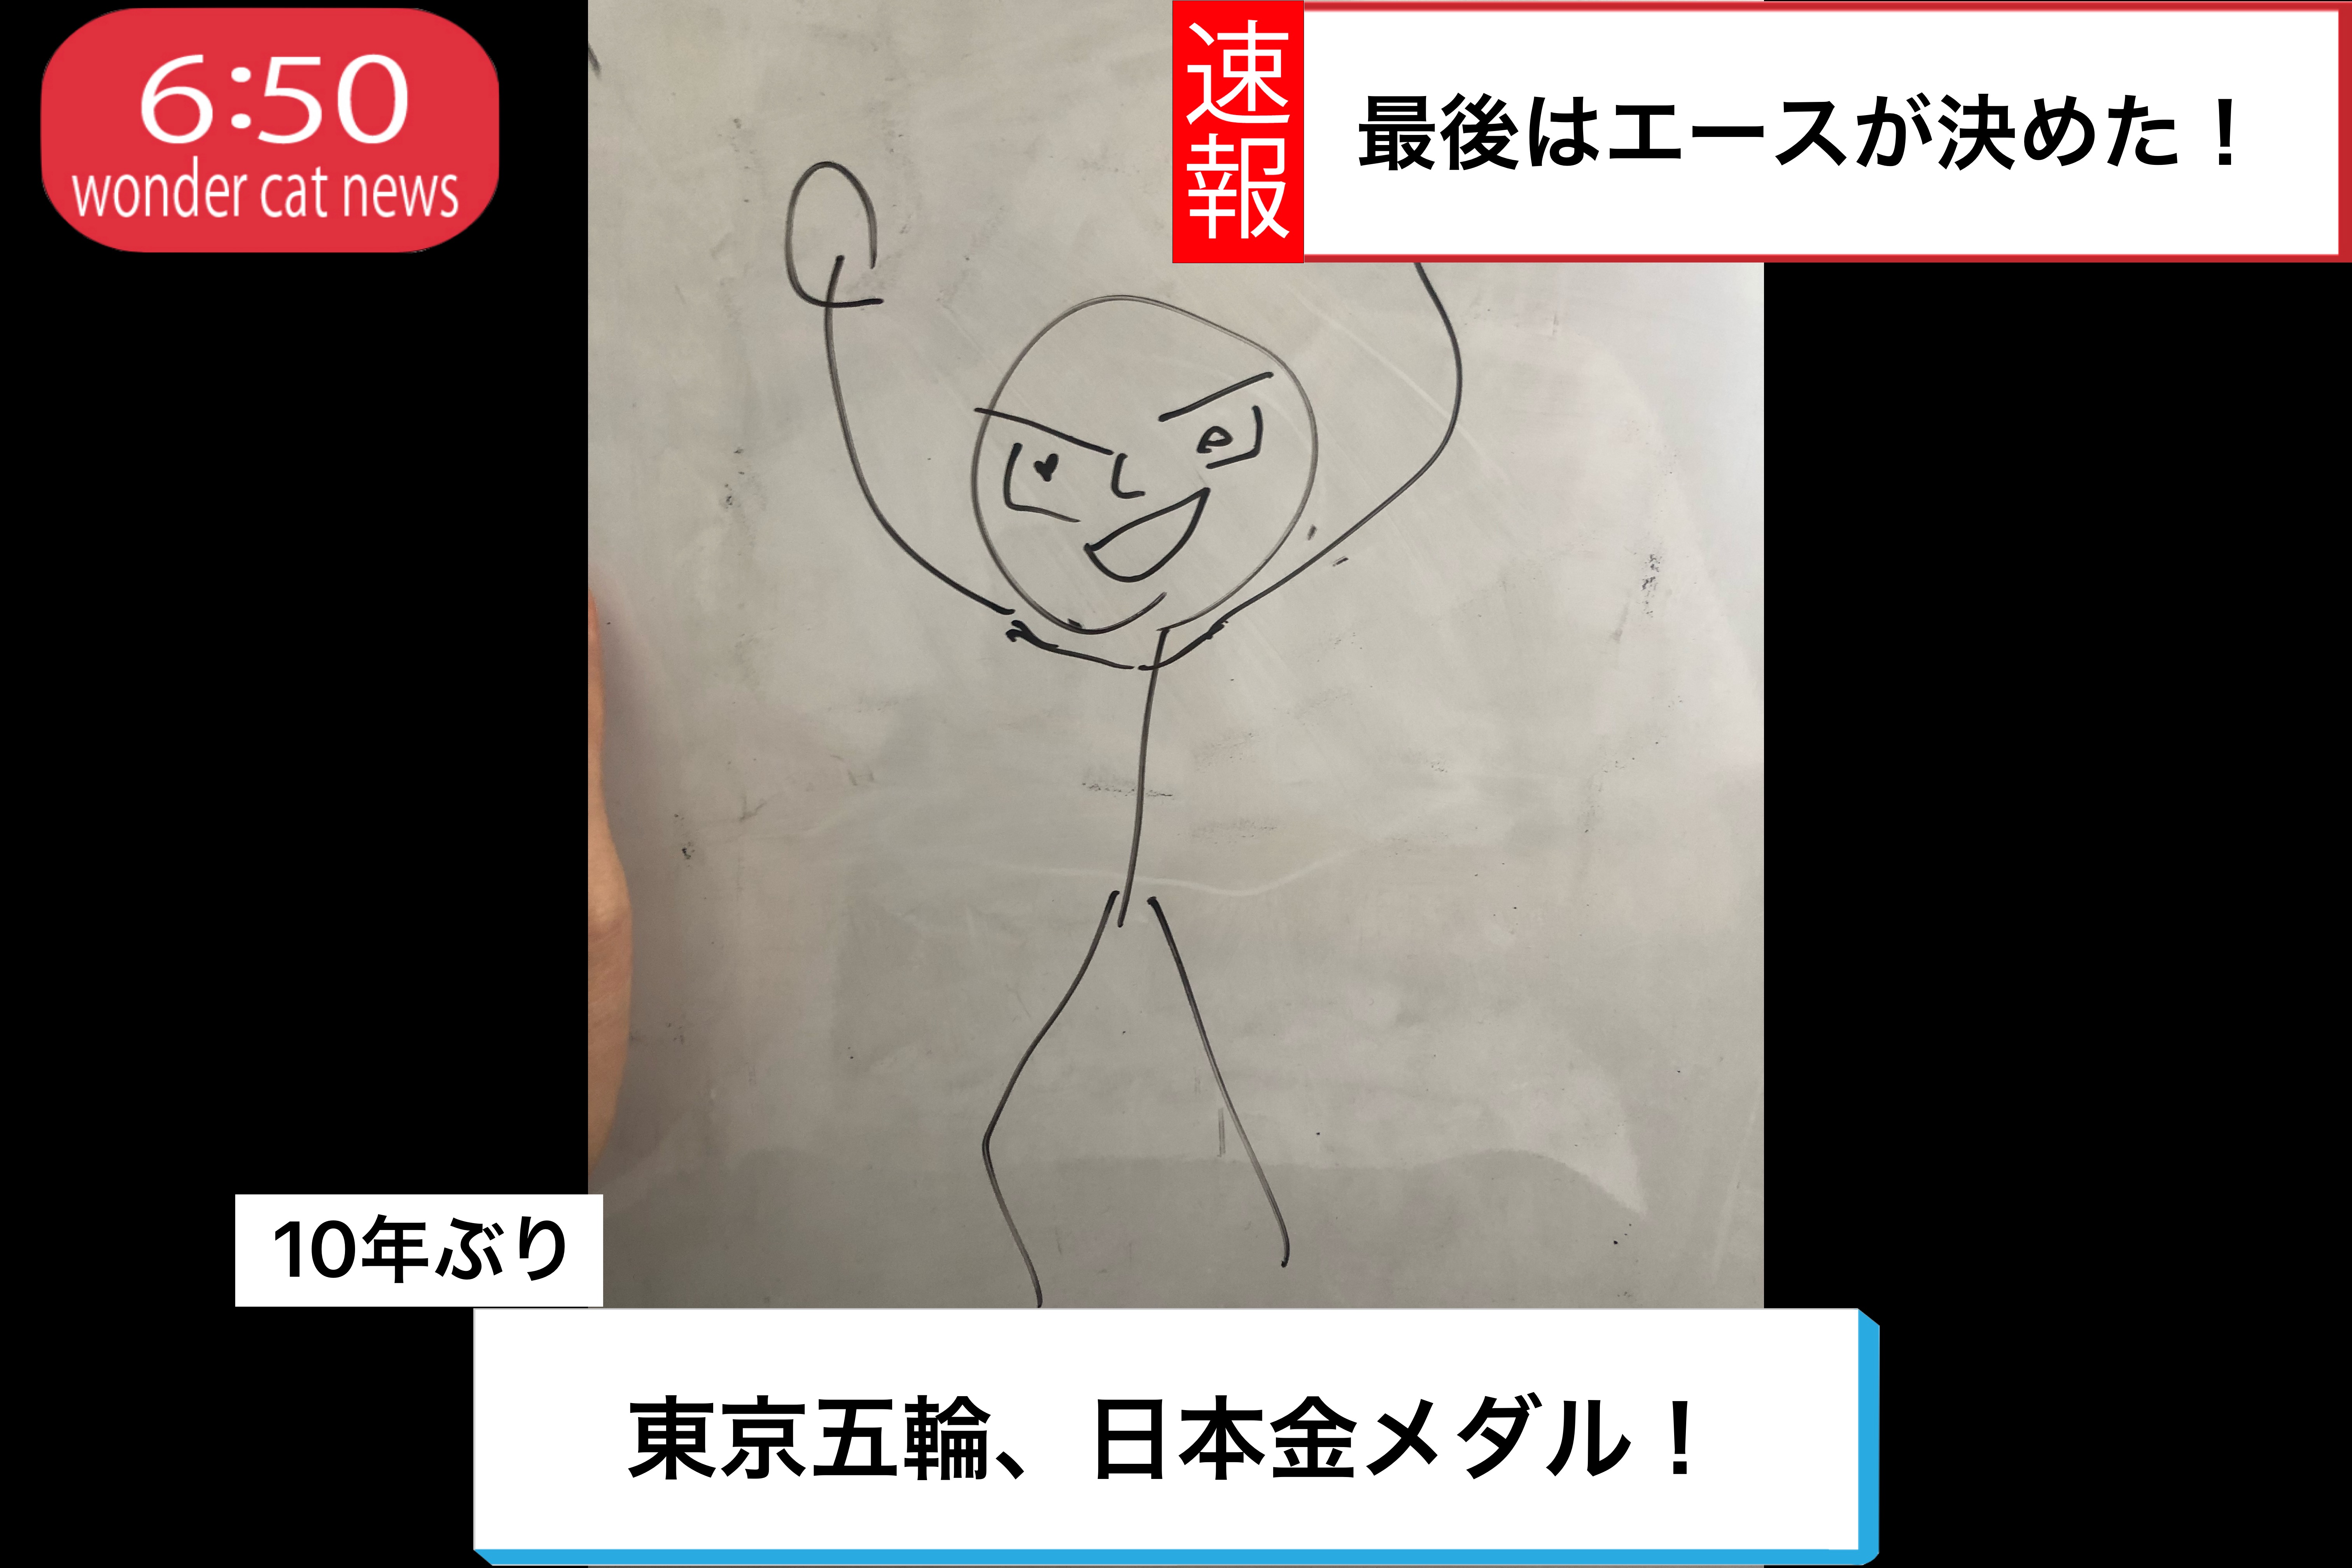 6:50
wonder cat news
速報
最後はエースが決めた！
10年ぶり
東京五輪、日本金メダル！